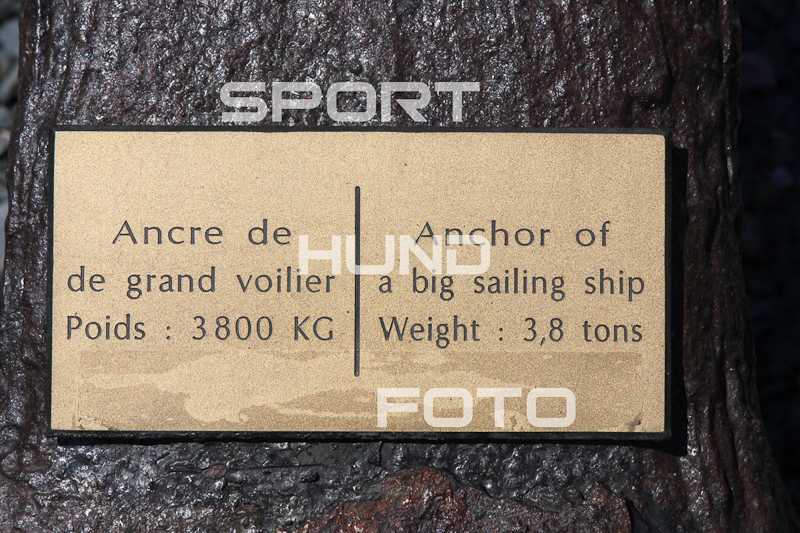 SPORT
Ancre de
de grand voilier
Poids : 3800 KG
HUND
Anchor of
a big sailing ship
Weight : 3,8 tons
FOTO